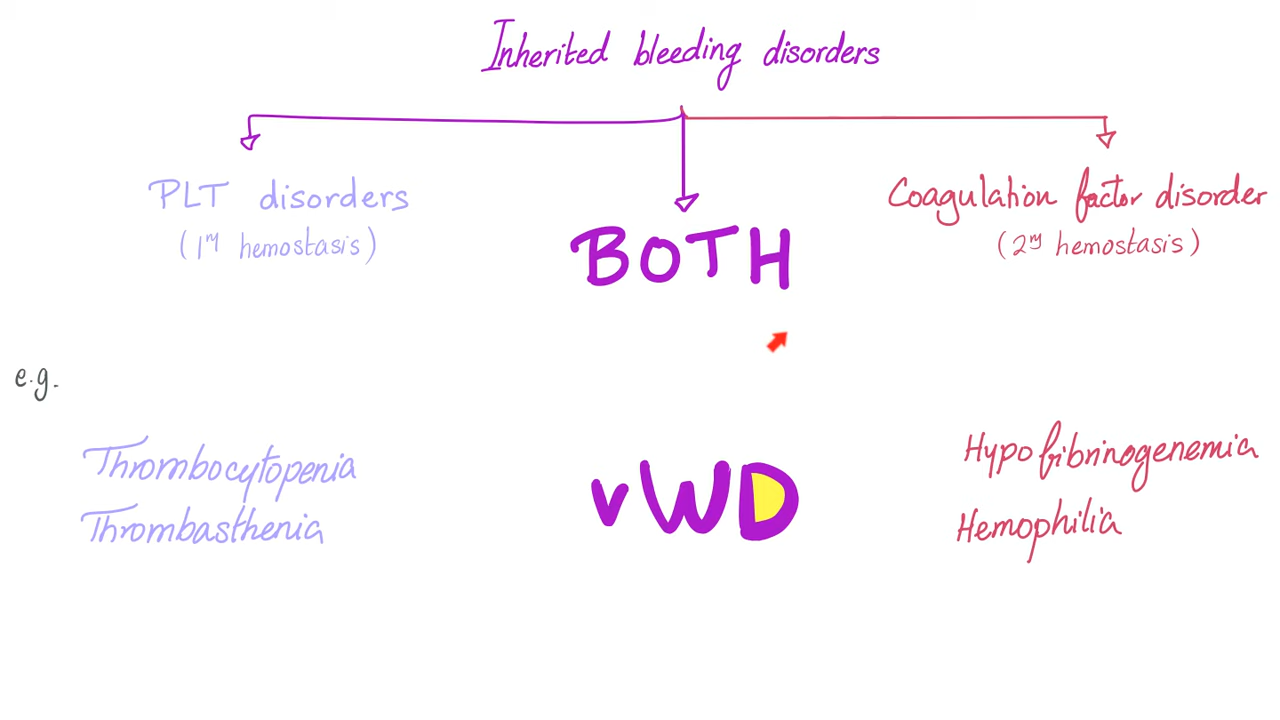 Inherited bleeding disorders
PLT disorders
(1ry hemostasis)
BOTH
Coagulation factor disorder
(2ry hemostasis)
e.g.
Thrombocytopenia
Thrombasthenia
vWD
Hypofibrinogenemia
Hemophilia